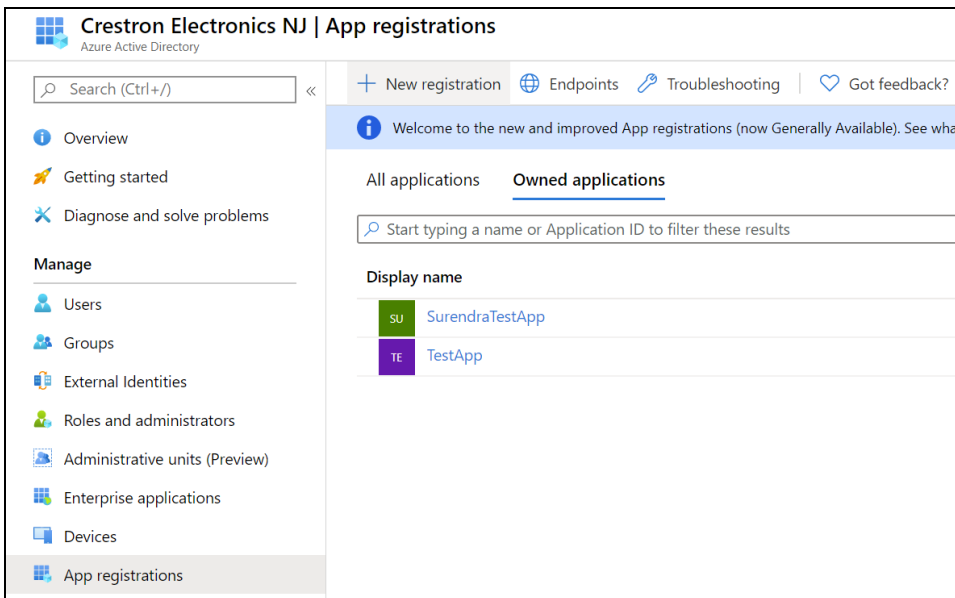 Crestron Electronics NJ | App registrations
Azure Active Directory
Search (Ctrl+/)
«
Overview
Getting started
Diagnose and solve problems
Manage
Users
Groups
External Identities
Roles and administrators
Administrative units (Preview)
Enterprise applications
Devices
App registrations
New registration
Endpoints
Troubleshooting
Got feedback?
Welcome to the new and improved App registrations (now Generally Available). See wha
All applications
Owned applications
Start typing a name or Application ID to filter these results
Display name
SU SurendraTestApp
TE TestApp